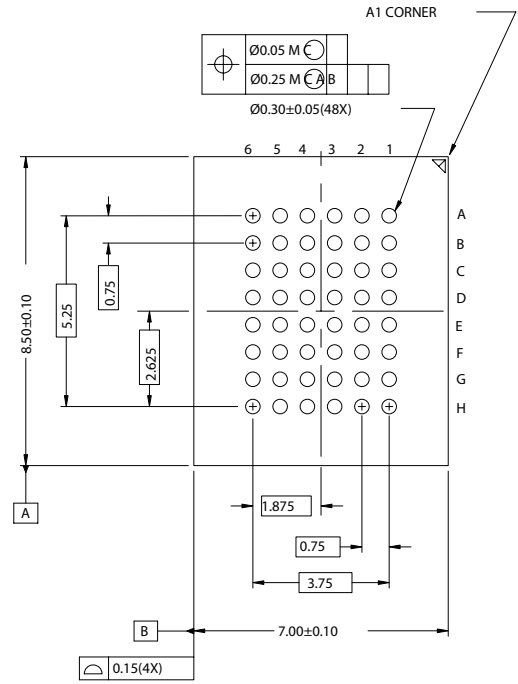 A1 CORNER
Ø0.05 M C
Ø0.25 M C A B
Ø0.30±0.05(48X)
6 5 4 3 2 1
A
B
C
D
E
F
G
H
8.50±0.10
5.25
0.75
2.625
A
1.875
0.75
3.75
B
7.00±0.10
0.15(4X)